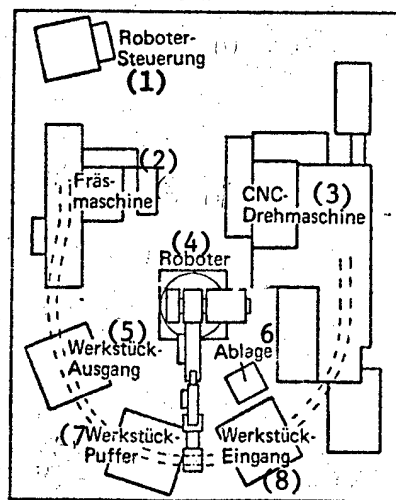 Roboter-
Steuerung
(1)
(2)
Fräs-
maschine
CNC- (3)
Drehmaschine
(4)
Roboter
(5)
Werkstück-
Ausgang
6
Ablage
(7 Werkstück-
Puffer
Werkstück-
Eingang
(8)